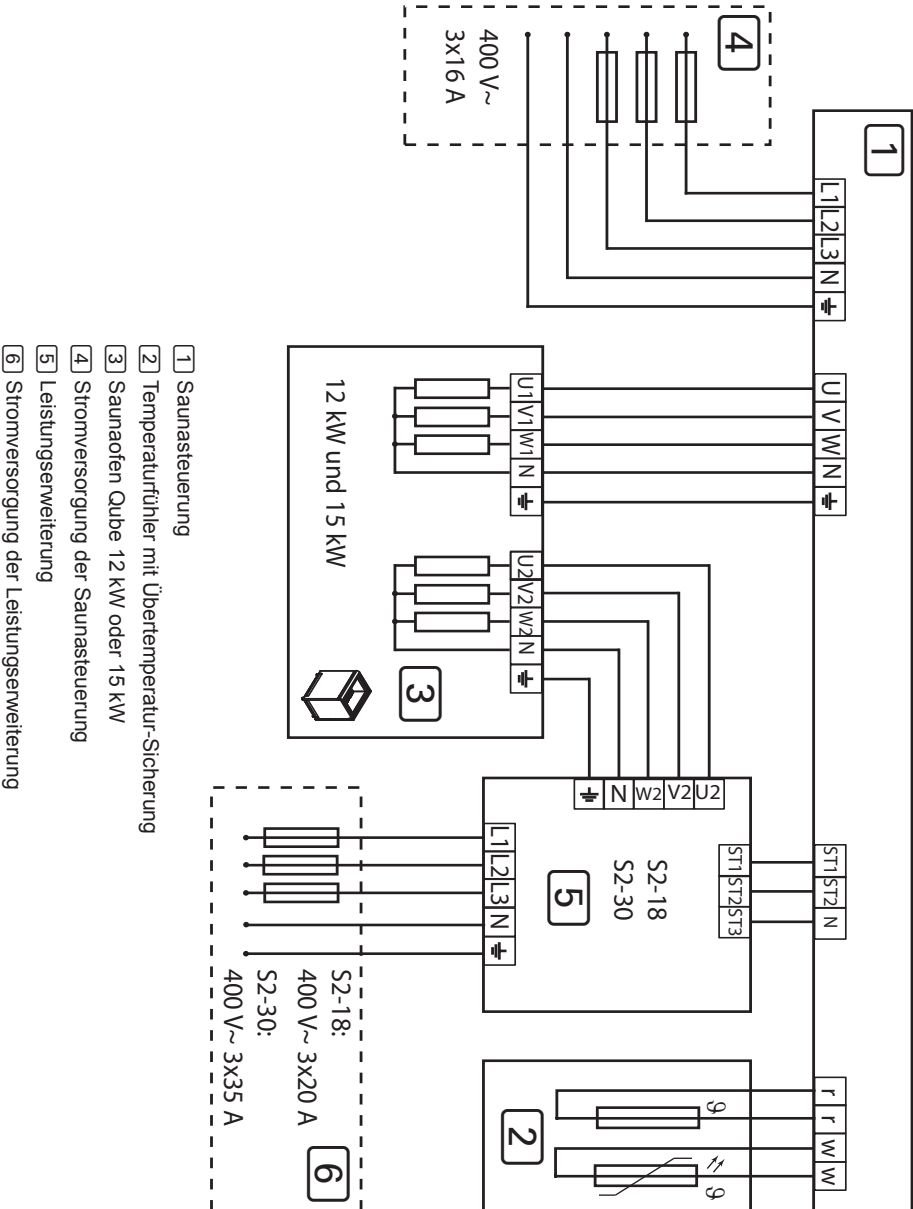 1
L1 L2 L3 N ⏚
U V W N ⏚
ST1 ST2 N
r r w w
4
400 V~
3x16 A
U1 V1 W1 N ⏚
U2 V2 W2 N ⏚
12 kW und 15 kW
3
⏚ N W2 V2 U2
ST1 ST2 ST3
S2-18
S2-30
5
L1 L2 L3 N ⏚
S2-18:
400 V~ 3x20 A
S2-30:
400 V~ 3x35 A
6
ϑ
ϑ
2
1 Saunasteuerung
2 Temperaturfühler mit Übertemperatur-Sicherung
3 Saunaofen Qube 12 kW oder 15 kW
4 Stromversorgung der Saunasteuerung
5 Leistungserweiterung
6 Stromversorgung der Leistungserweiterung